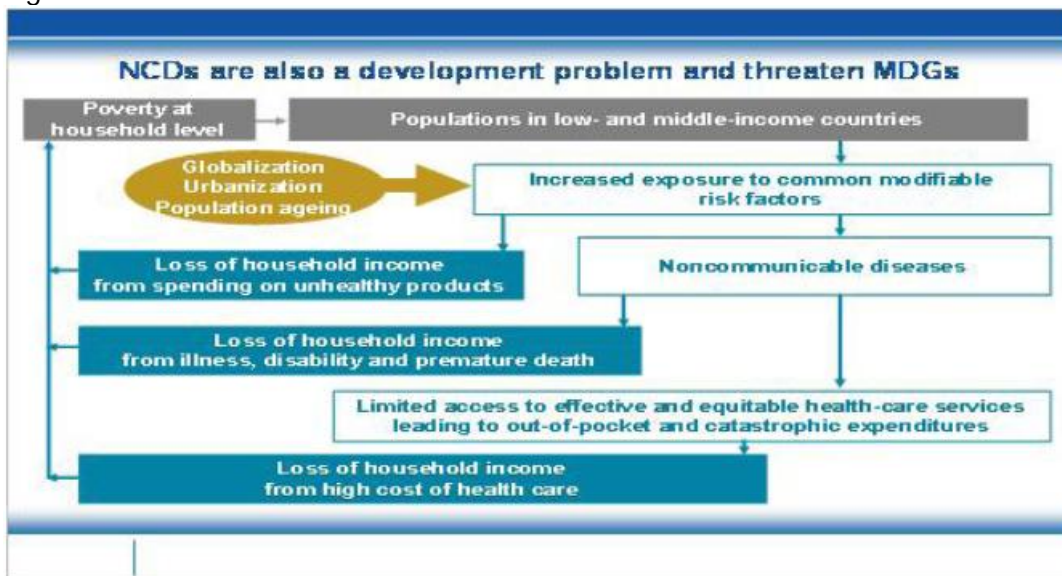 NCDs are also a development problem and threaten MDGs
Poverty at
household level
Populations in low- and middle-income countries
Globalization
Urbanization
Population ageing
Increased exposure to common modifiable
risk factors
Loss of household income
from spending on unhealthy products
Noncommunicable diseases
Loss of household income
from illness, disability and premature death
Limited access to effective and equitable health-care services
leading to out-of-pocket and catastrophic expenditures
Loss of household income
from high cost of health care